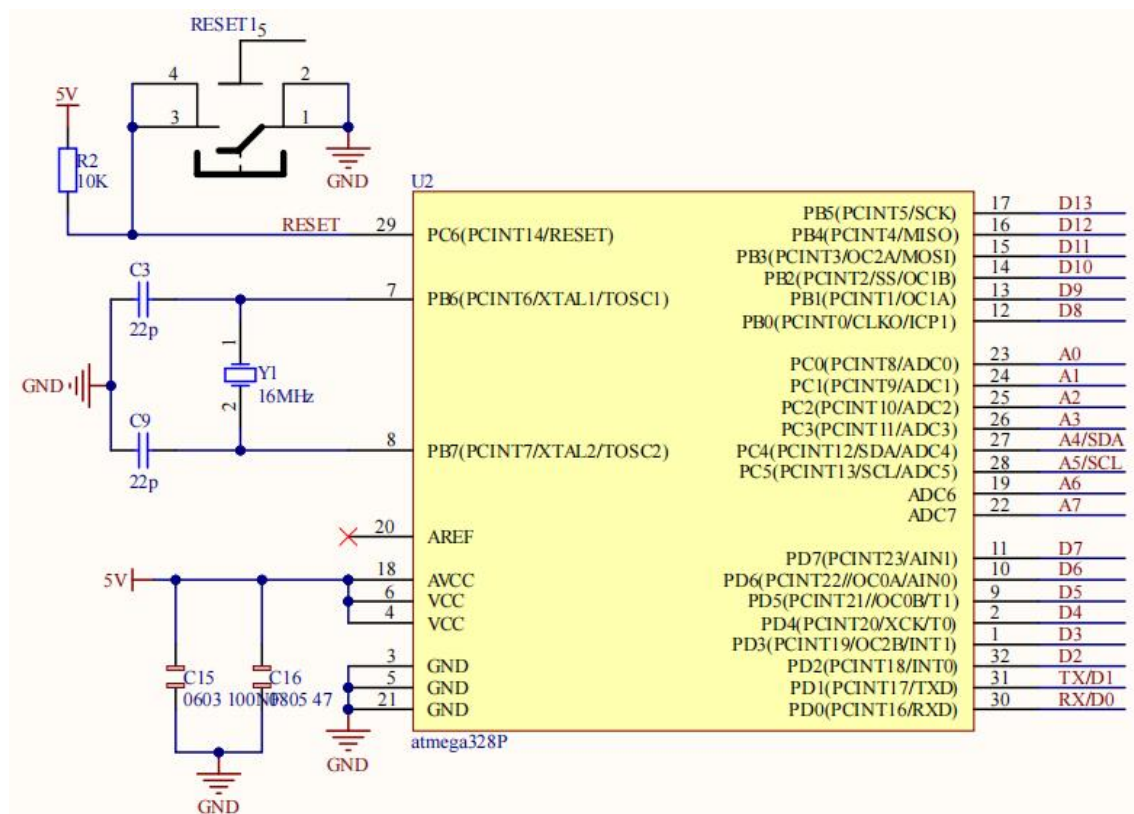 RESET1
5
4
2
3
1
5V
R2
10K
GND
U2
RESET
29
PC6(PCINT14/RESET)
C3
22p
7
PB6(PCINT6/XTAL1/TOSC1)
1
Y1
16MHz
2
GND
C9
22p
8
PB7(PCINT7/XTAL2/TOSC2)
20
AREF
5V
18
AVCC
6
VCC
4
VCC
C15
0603 100NF
C16
0805 47
3
GND
5
GND
21
GND
GND
GND
atmega328P
PB5(PCINT5/SCK) 17 D13
PB4(PCINT4/MISO) 16 D12
PB3(PCINT3/OC2A/MOSI) 15 D11
PB2(PCINT2/SS/OC1B) 14 D10
PB1(PCINT1/OC1A) 13 D9
PB0(PCINT0/CLKO/ICP1) 12 D8
PC0(PCINT8/ADC0) 23 A0
PC1(PCINT9/ADC1) 24 A1
PC2(PCINT10/ADC2) 25 A2
PC3(PCINT11/ADC3) 26 A3
PC4(PCINT12/SDA/ADC4) 27 A4/SDA
PC5(PCINT13/SCL/ADC5) 28 A5/SCL
ADC6 19 A6
ADC7 22 A7
PD7(PCINT23/AIN1) 11 D7
PD6(PCINT22//OC0A/AIN0) 10 D6
PD5(PCINT21//OC0B/T1) 9 D5
PD4(PCINT20/XCK/T0) 2 D4
PD3(PCINT19/OC2B/INT1) 1 D3
PD2(PCINT18/INT0) 32 D2
PD1(PCINT17/TXD) 31 TX/D1
PD0(PCINT16/RXD) 30 RX/D0